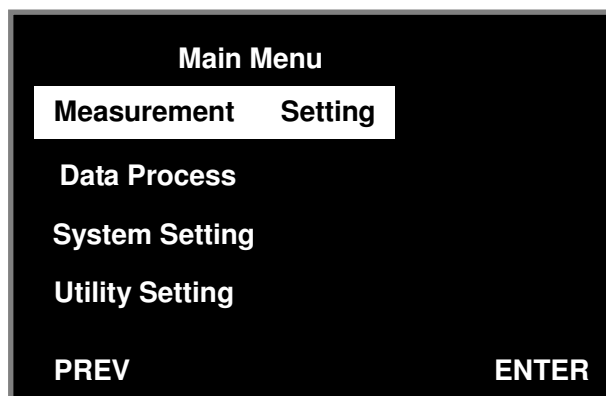 Main Menu
Measurement Setting
Data Process
System Setting
Utility Setting
PREV ENTER